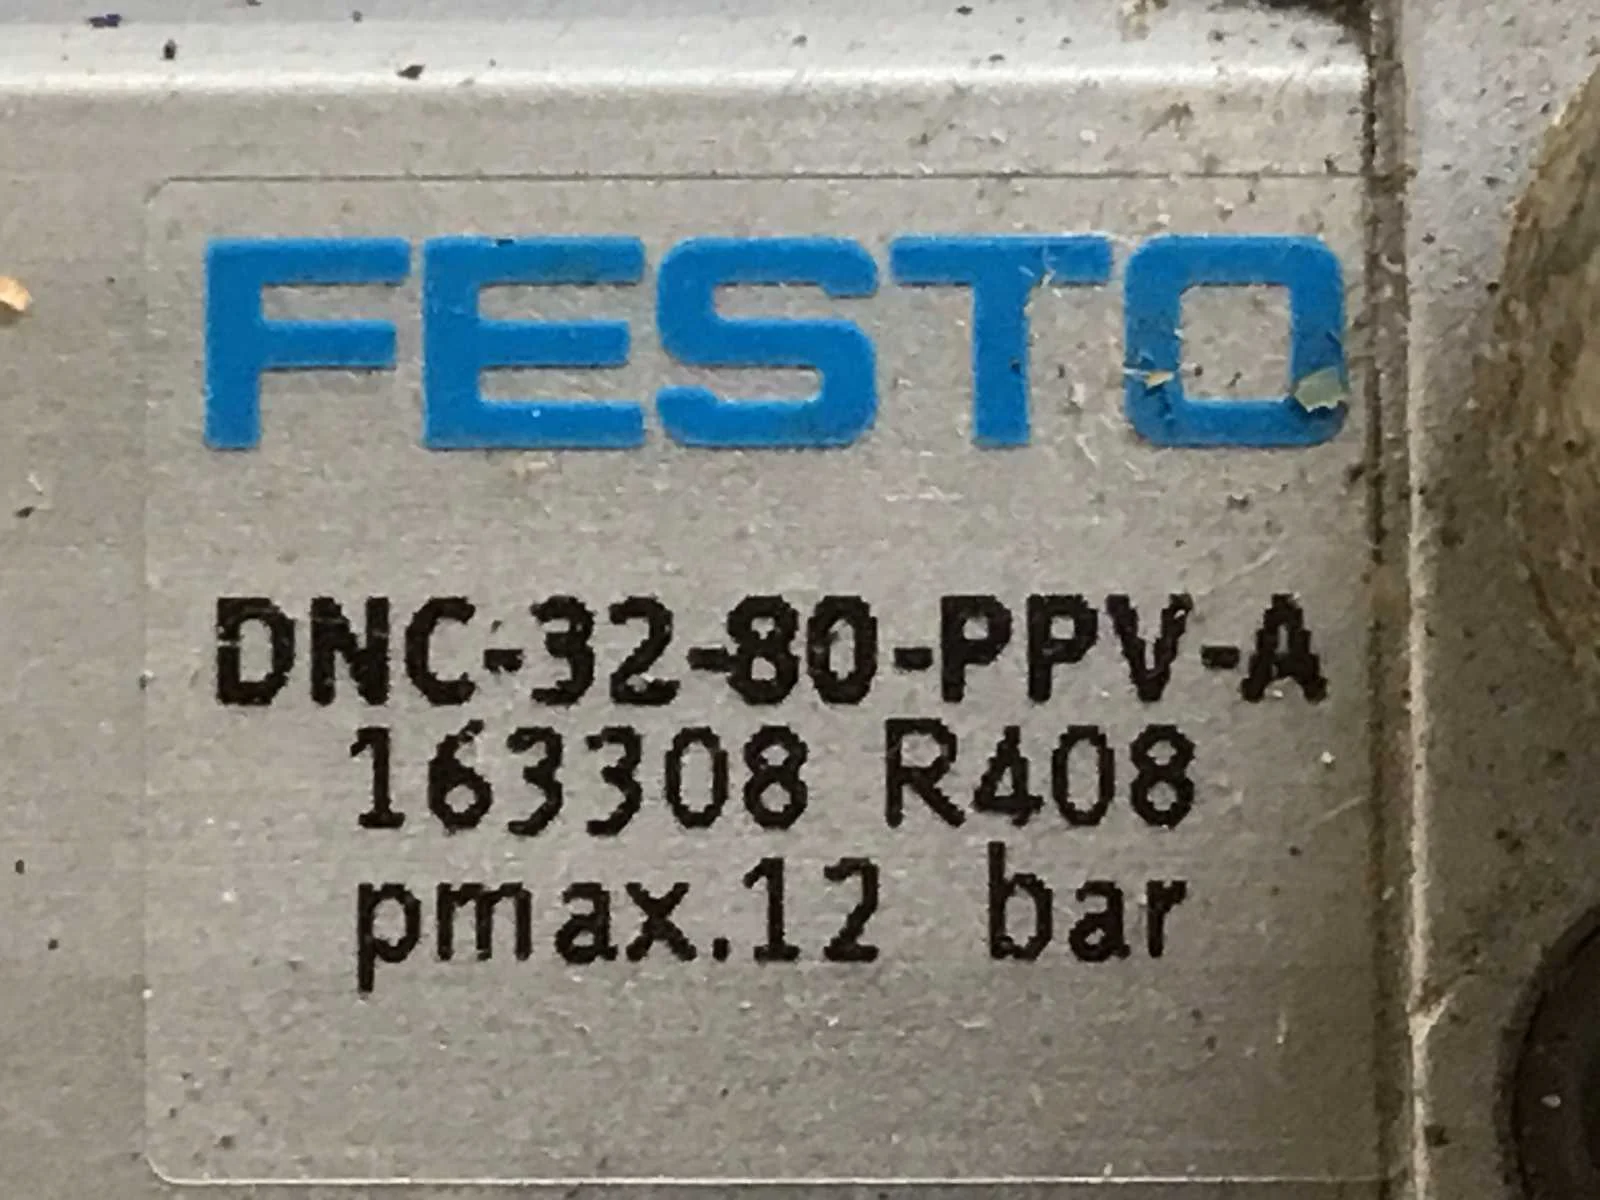 FESTO
DNC-32-80-PPV-A
163308 R408
pmax.12 bar